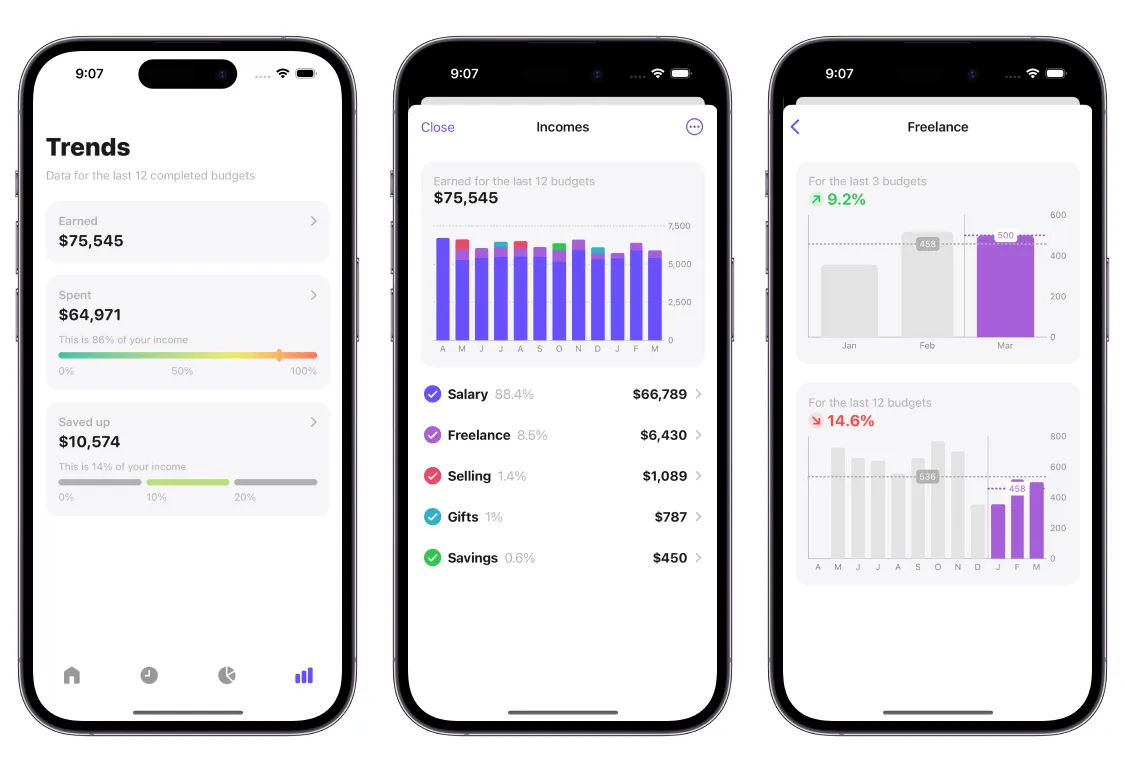 9:07
Trends
Data for the last 12 completed budgets
Earned
$75,545
Spent
$64,971
This is 86% of your income
0% 50% 100%
Saved up
$10,574
This is 14% of your income
0% 10% 20%
9:07
Close Incomes
Earned for the last 12 budgets
$75,545
7,500
5,000
2,500
0
A M J J A S O N D J F M
Salary 88.4% $66,789
Freelance 8.5% $6,430
Selling 1.4% $1,089
Gifts 1% $787
Savings 0.6% $450
9:07
Freelance
For the last 3 budgets
9.2%
600
500
458
400
200
0
Jan Feb Mar
For the last 12 budgets
14.6%
800
600
536
458
400
200
0
A M J J A S O N D J F M